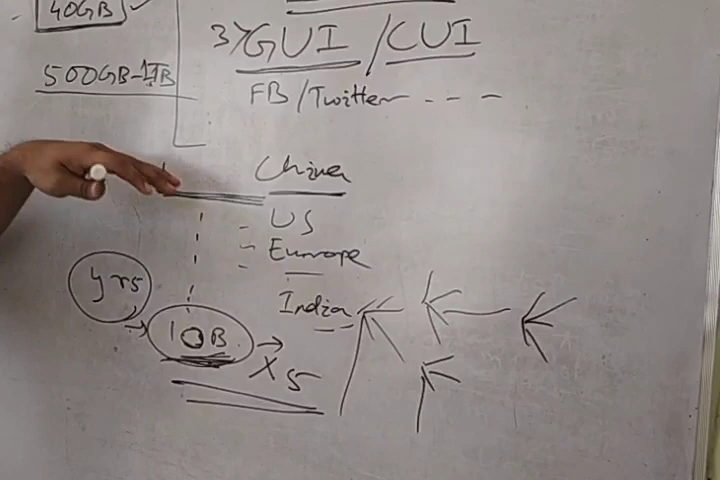 40GB
500GB-1TB
3) GUI / CUI
FB/Twitter - - -
China
- US
- Europe
India
yrs
10B
X 5